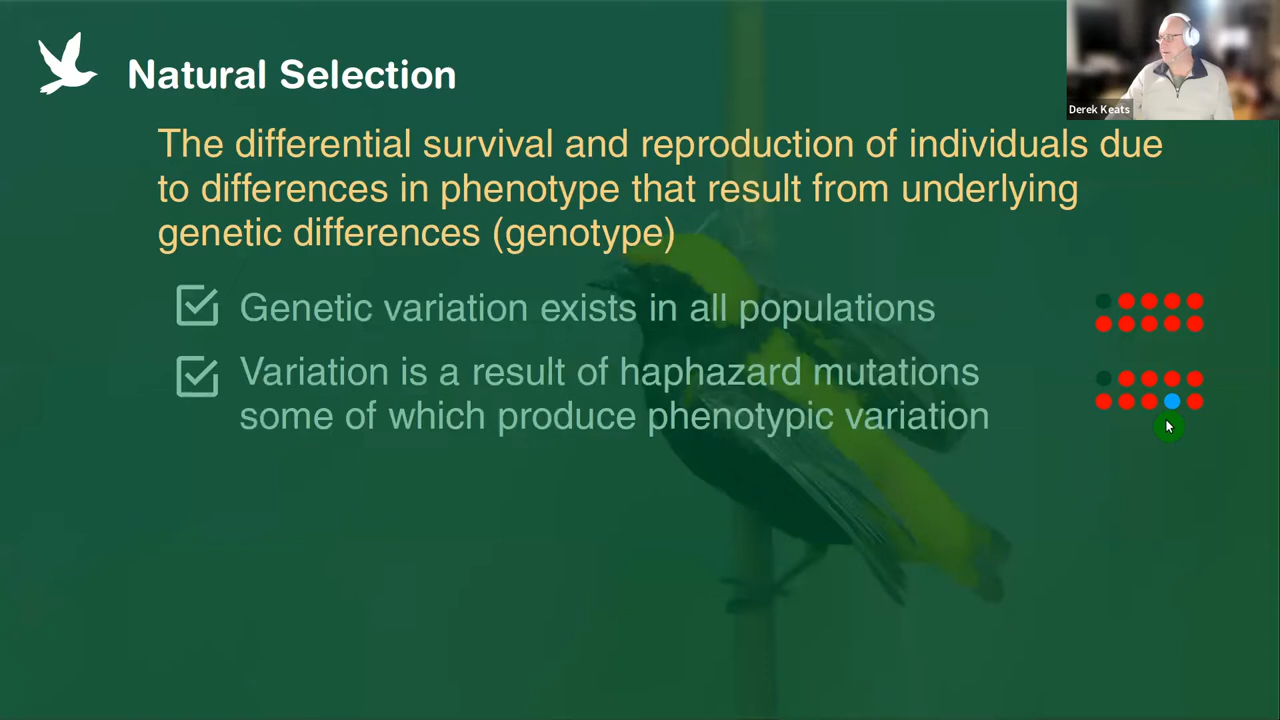 Natural Selection
Derek Keats
The differential survival and reproduction of individuals due
to differences in phenotype that result from underlying
genetic differences (genotype)
Genetic variation exists in all populations
Variation is a result of haphazard mutations
some of which produce phenotypic variation